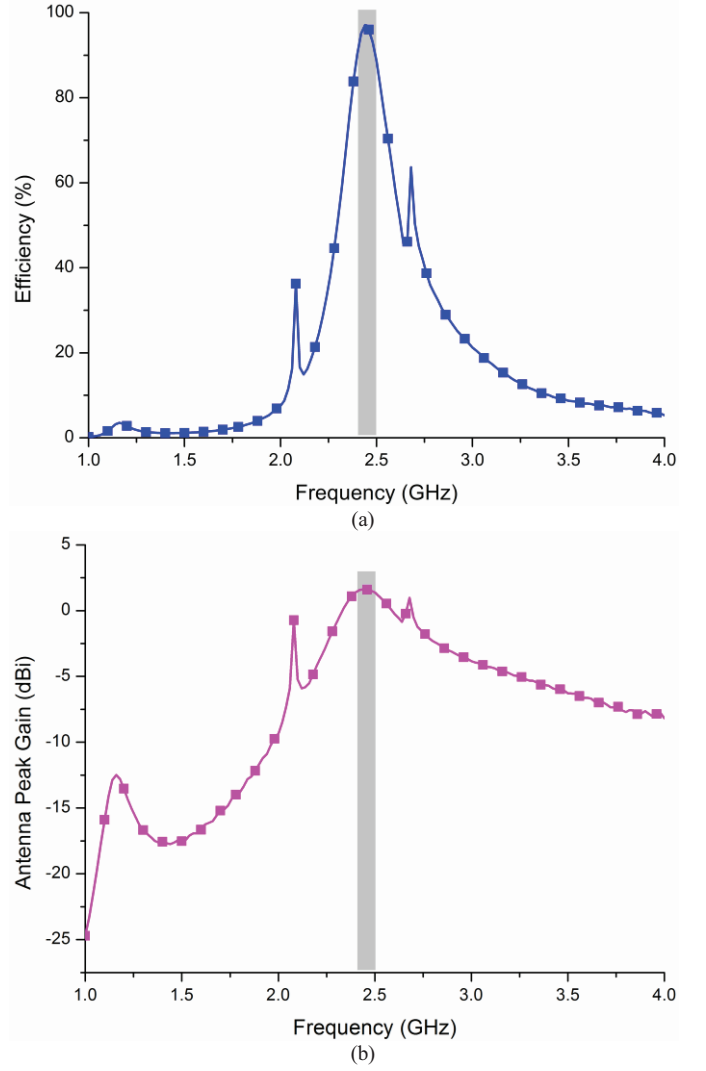 100
80
60
40
20
0
Efficiency (%)
1.0 1.5 2.0 2.5 3.0 3.5 4.0
Frequency (GHz)
(a)
5
0
-5
-10
-15
-20
-25
Antenna Peak Gain (dBi)
1.0 1.5 2.0 2.5 3.0 3.5 4.0
Frequency (GHz)
(b)